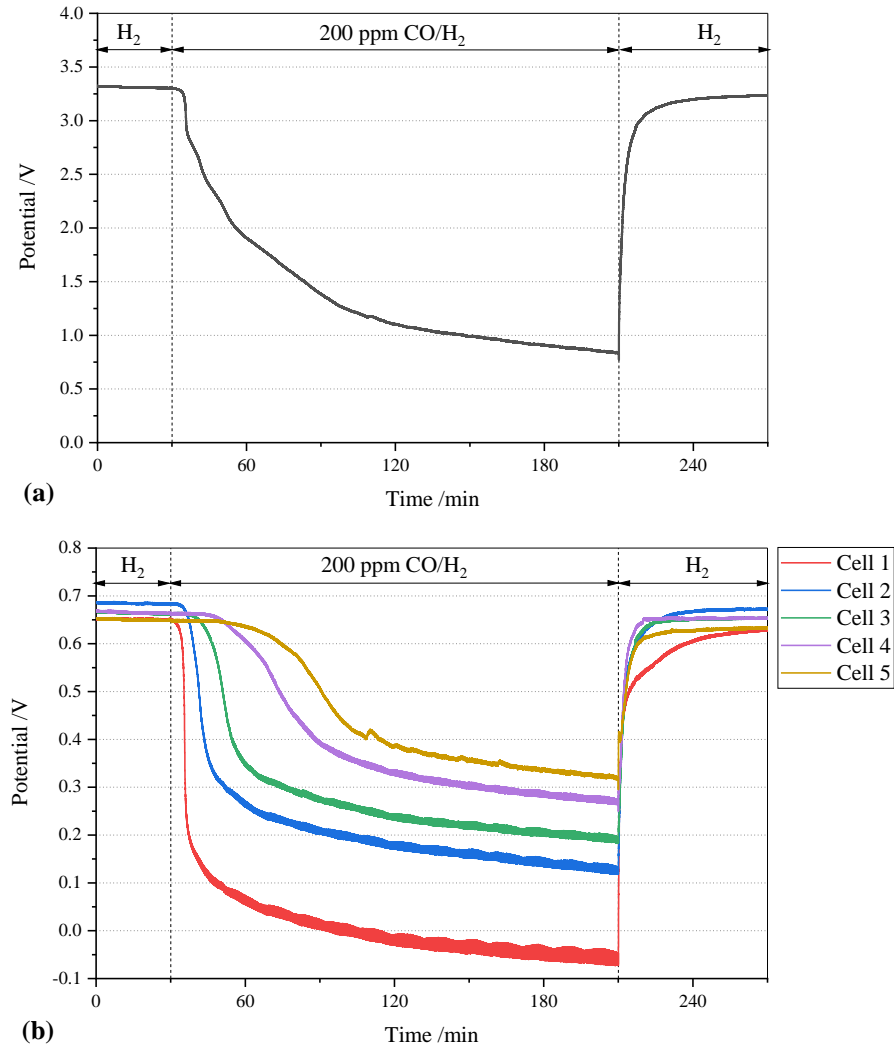 4.0
H2
200 ppm CO/H2
H2
3.5
3.0
2.5
2.0
1.5
1.0
0.5
0.0
Potential /V
0
60
120
180
240
(a)
Time /min
0.8
H2
200 ppm CO/H2
H2
0.7
0.6
0.5
0.4
0.3
0.2
0.1
0.0
-0.1
Potential /V
Cell 1
Cell 2
Cell 3
Cell 4
Cell 5
0
60
120
180
240
(b)
Time /min